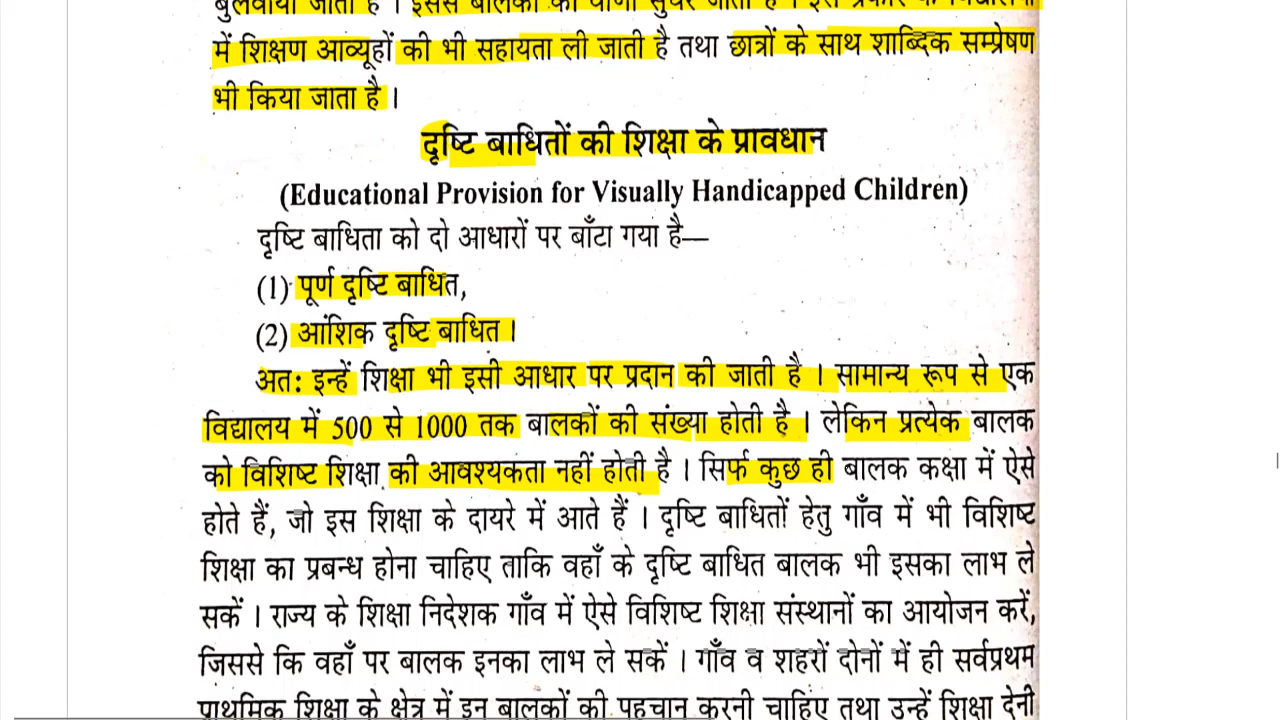 बुलवाया जाता है । इससे बालकों की वाणी सुधर जाती है । इस प्रकार के विद्यालयों
में शिक्षण आव्यूहों की भी सहायता ली जाती है तथा छात्रों के साथ शाब्दिक सम्प्रेषण
भी किया जाता है ।
दृष्टि बाधितों की शिक्षा के प्रावधान
(Educational Provision for Visually Handicapped Children)
दृष्टि बाधिता को दो आधारों पर बाँटा गया है—
(1) पूर्ण दृष्टि बाधित,
(2) आंशिक दृष्टि बाधित ।
अतः इन्हें शिक्षा भी इसी आधार पर प्रदान की जाती है । सामान्य रूप से एक
विद्यालय में 500 से 1000 तक बालकों की संख्या होती है । लेकिन प्रत्येक बालक
को विशिष्ट शिक्षा की आवश्यकता नहीं होती है । सिर्फ कुछ ही बालक कक्षा में ऐसे
होते हैं, जो इस शिक्षा के दायरे में आते हैं । दृष्टि बाधितों हेतु गाँव में भी विशिष्ट
शिक्षा का प्रबन्ध होना चाहिए ताकि वहाँ के दृष्टि बाधित बालक भी इसका लाभ ले
सकें । राज्य के शिक्षा निदेशक गाँव में ऐसे विशिष्ट शिक्षा संस्थानों का आयोजन करें,
जिससे कि वहाँ पर बालक इनका लाभ ले सकें । गाँव व शहरों दोनों में ही सर्वप्रथम
प्राथमिक शिक्षा के क्षेत्र में इन बालकों की पहचान करनी चाहिए तथा उन्हें शिक्षा देनी